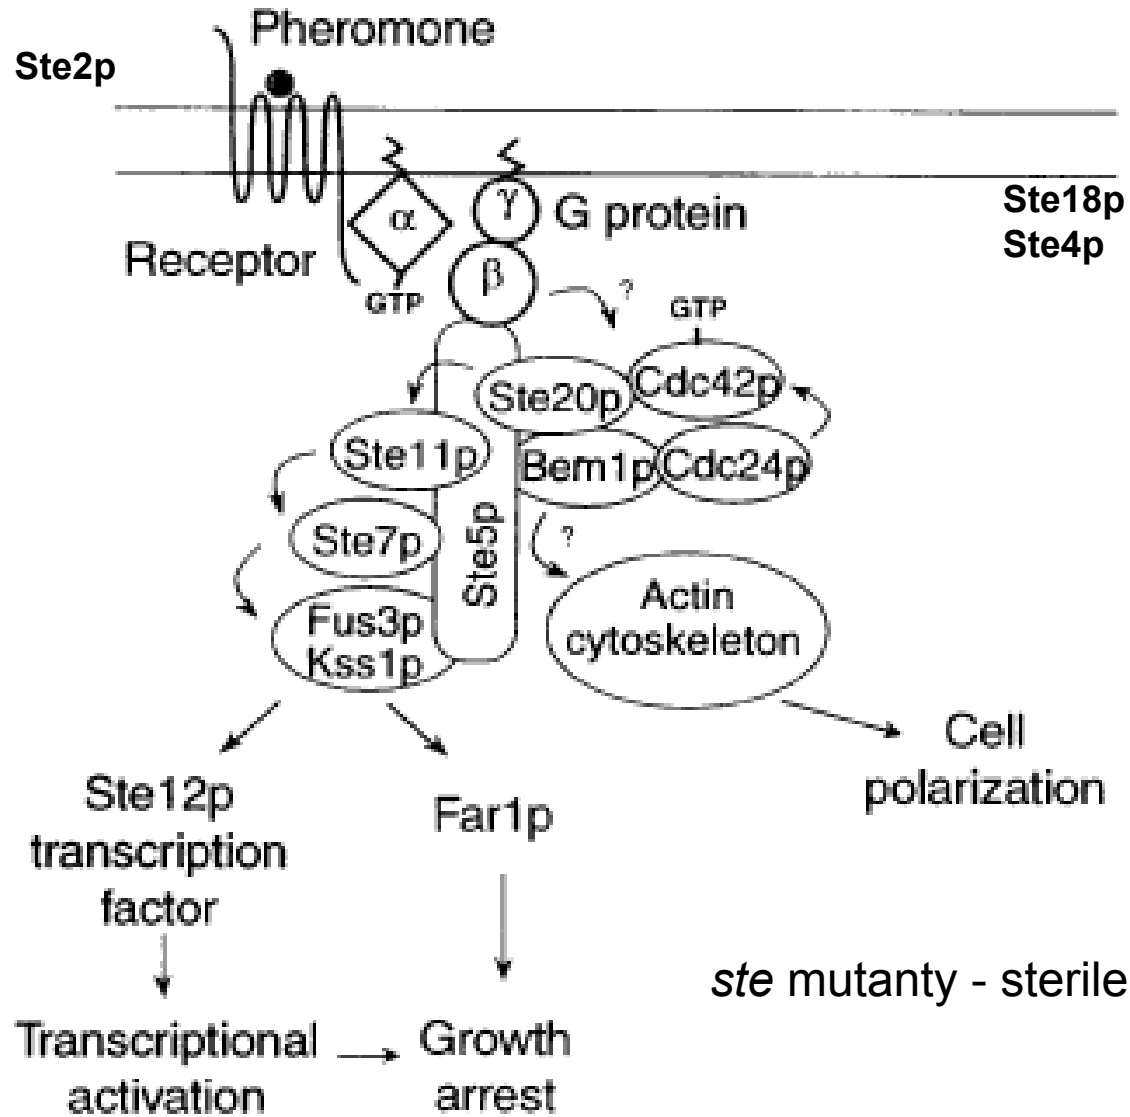 Pheromone
Ste2p
α
γ
G protein
Ste18p
Ste4p
Receptor
β
GTP
?
GTP
Ste20p
Cdc42p
Ste11p
Bem1p
Cdc24p
Ste7p
Ste5p
?
Fus3p
Kss1p
Actin
cytoskeleton
Cell
polarization
Ste12p
transcription
factor
Far1p
ste mutanty - sterile
Transcriptional
activation
Growth
arrest